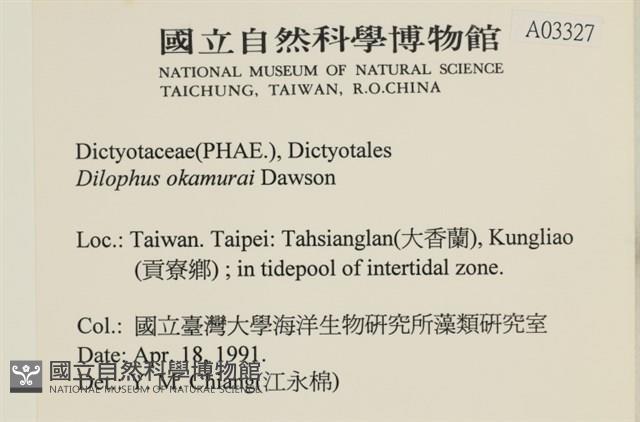 國立自然科學博物館
A03327
NATIONAL MUSEUM OF NATURAL SCIENCE
TAICHUNG, TAIWAN, R.O.CHINA
Dictyotaceae(PHAE.), Dictyotales
Dilophus okamurai Dawson
Loc.: Taiwan. Taipei: Tahsianglan(大香蘭), Kungliao
(貢寮鄉) ; in tidepool of intertidal zone.
Col.: 國立臺灣大學海洋生物研究所藻類研究室
Date: Apr. 18, 1991.
Det.: Y. M. Chiang(江永棉)
國立自然科學博物館
NATIONAL MUSEUM OF NATURAL SCIENCE